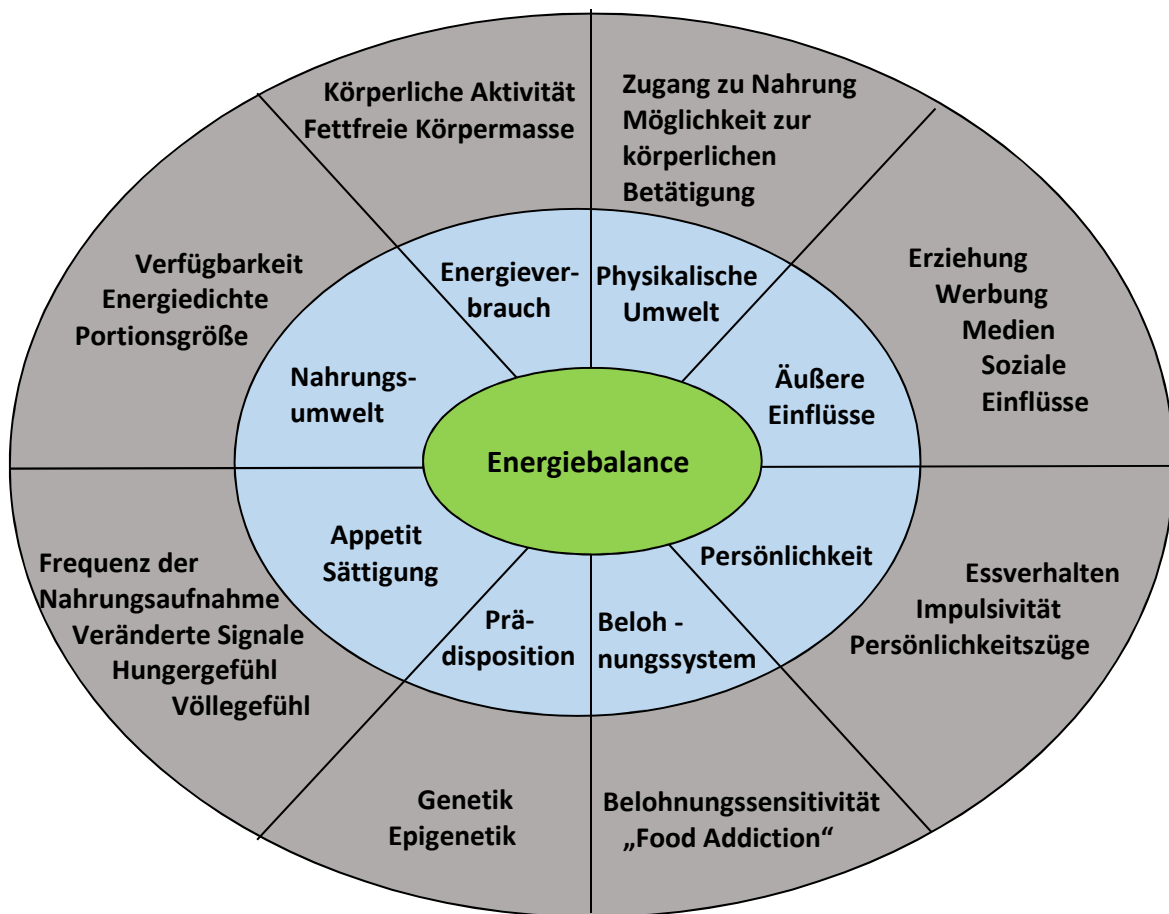 Körperliche Aktivität
Fettfreie Körpermasse
Zugang zu Nahrung
Möglichkeit zur
körperlichen
Betätigung
Verfügbarkeit
Energiedichte
Portionsgröße
Energiever-
brauch
Physikalische
Umwelt
Erziehung
Werbung
Medien
Soziale
Einflüsse
Nahrungs-
umwelt
Äußere
Einflüsse
Energiebalance
Appetit
Sättigung
Persönlichkeit
Frequenz der
Nahrungsaufnahme
Veränderte Signale
Hungergefühl
Völlegefühl
Prä-
disposition
Beloh -
nungssystem
Essverhalten
Impulsivität
Persönlichkeitszüge
Genetik
Epigenetik
Belohnungssensitivität
„Food Addiction“